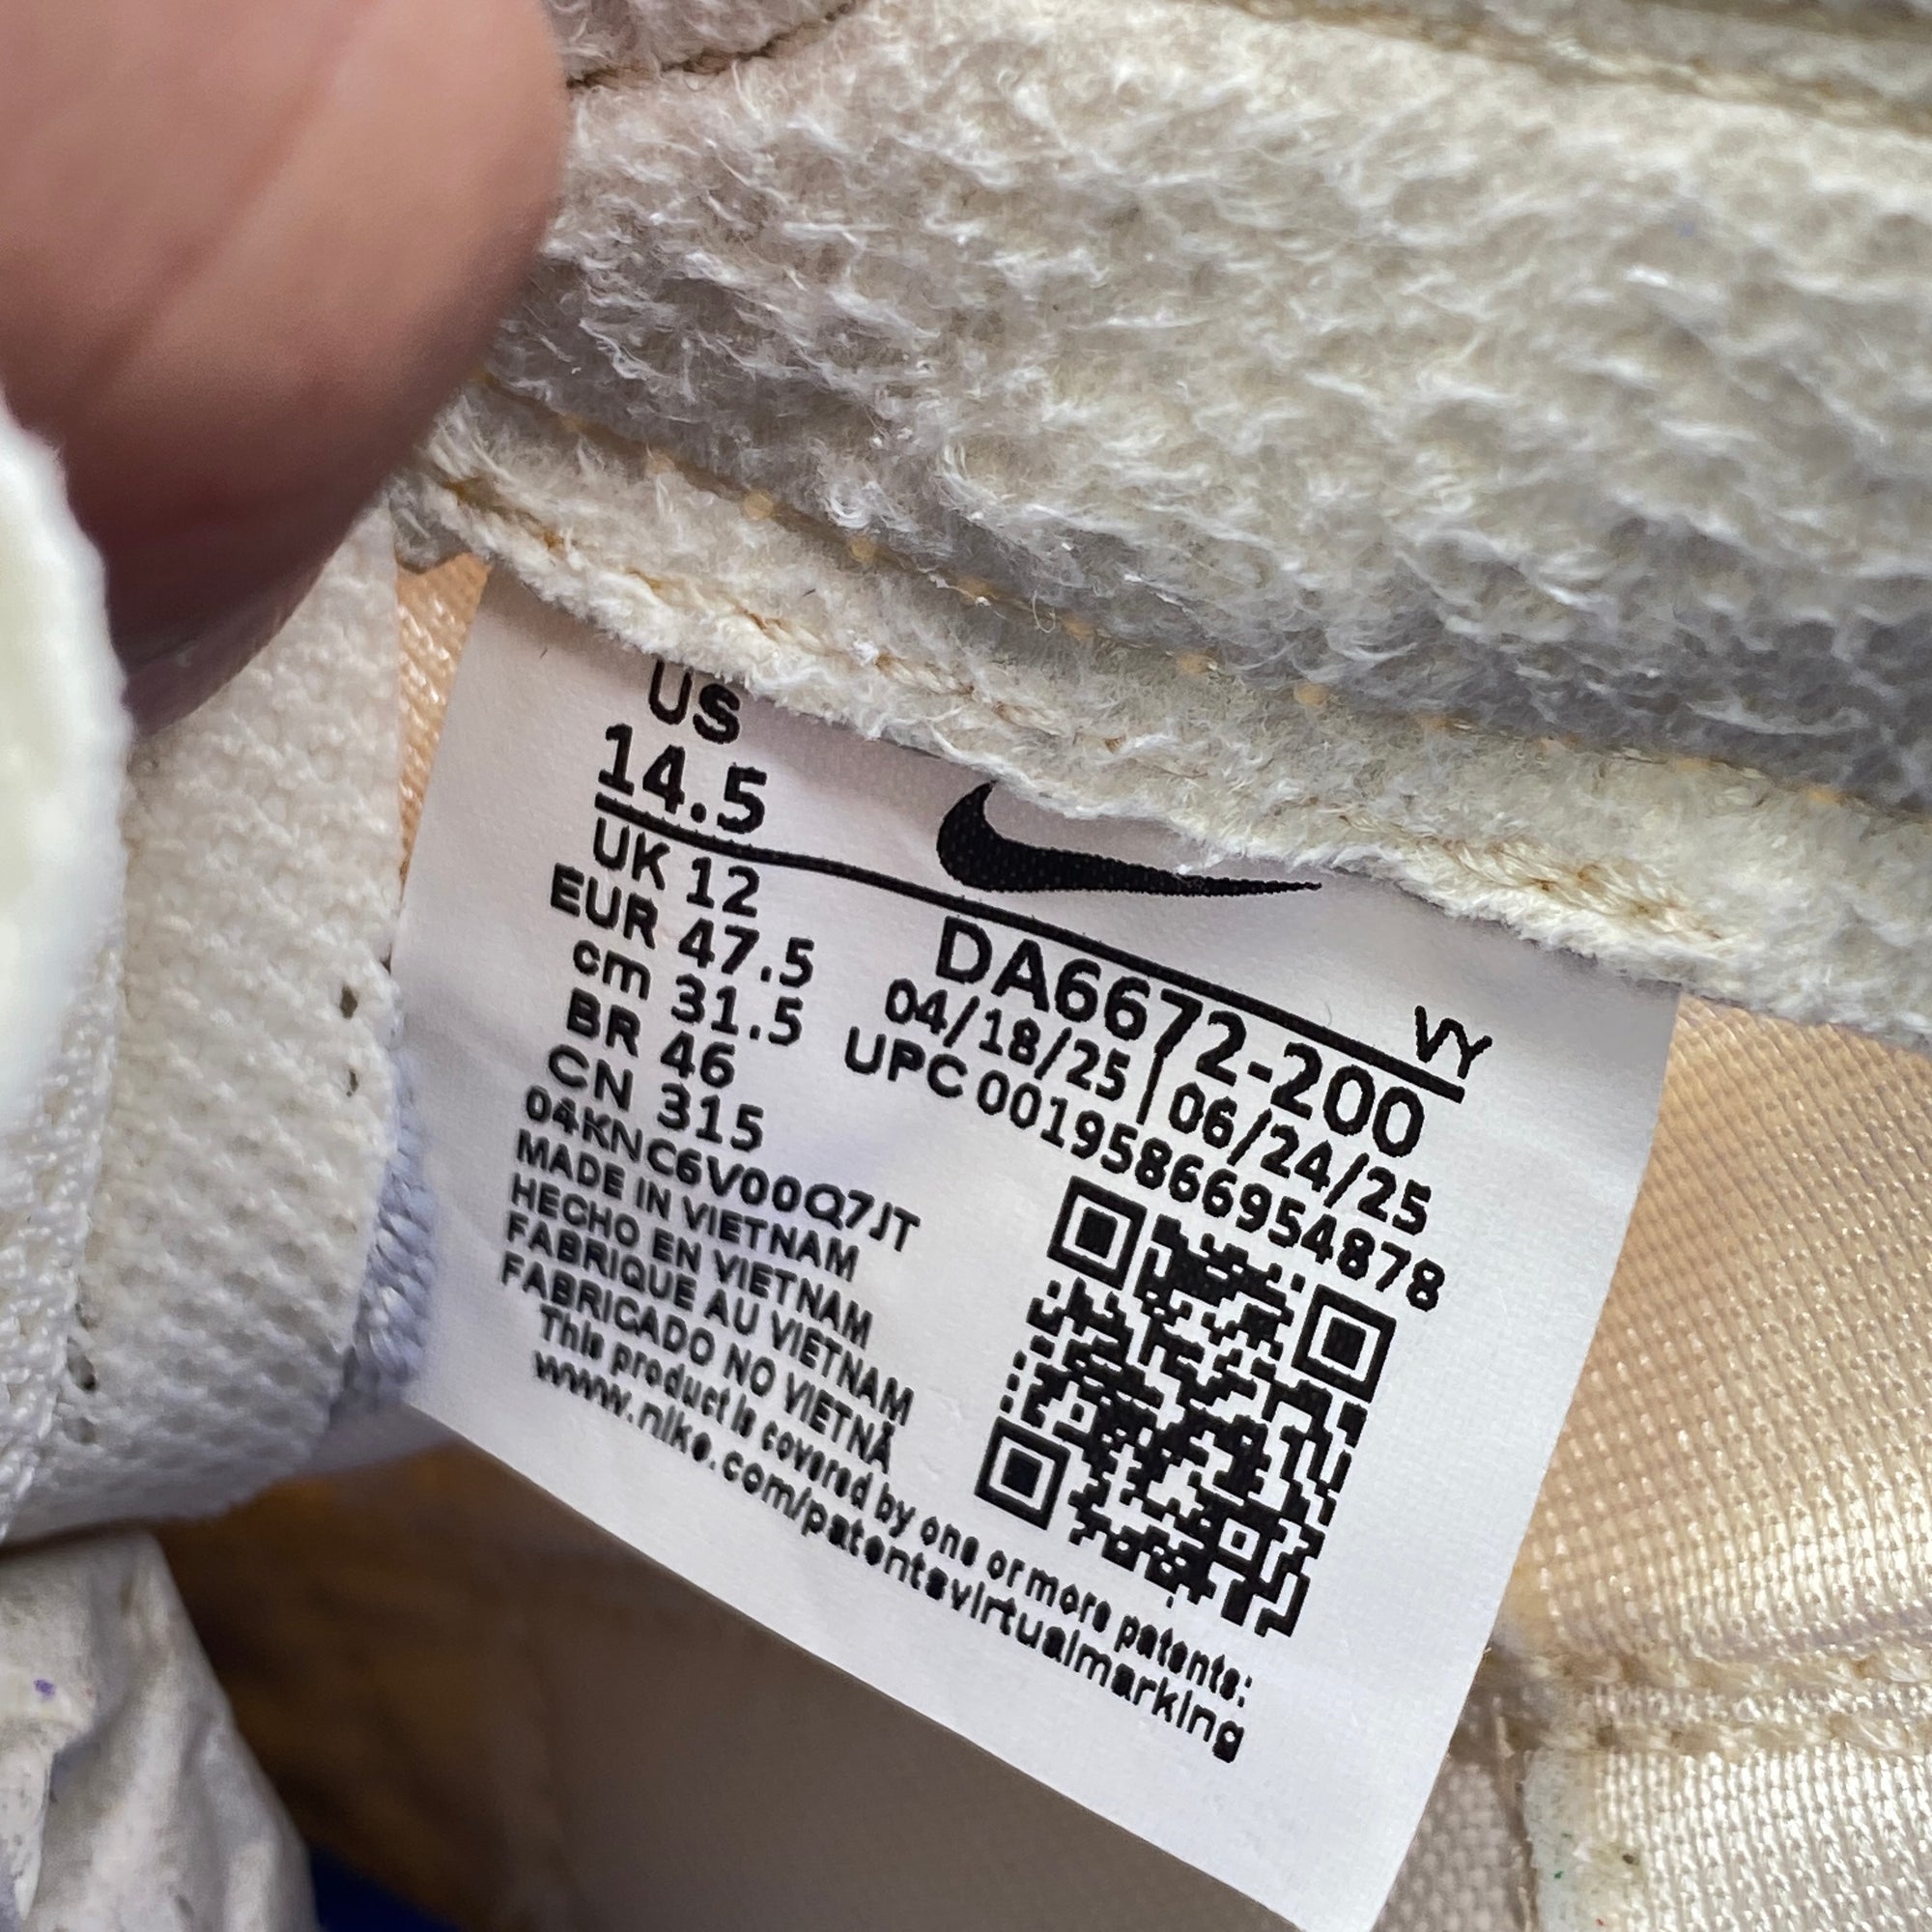 US
14.5
UK 12
EUR 47.5
cm 31.5
BR 46
CN 315
04KNC6V00Q7JT
MADE IN VIETNAM
HECHO EN VIETNAM
FABRIQUE AU VIETNAM
FABRICADO NO VIETNÃ
This product is covered by one or more patents:
www.nike.com/patentsvirtualmarking
VY
DA6672-200
04/18/25 | 06/24/25
UPC 00195866954878